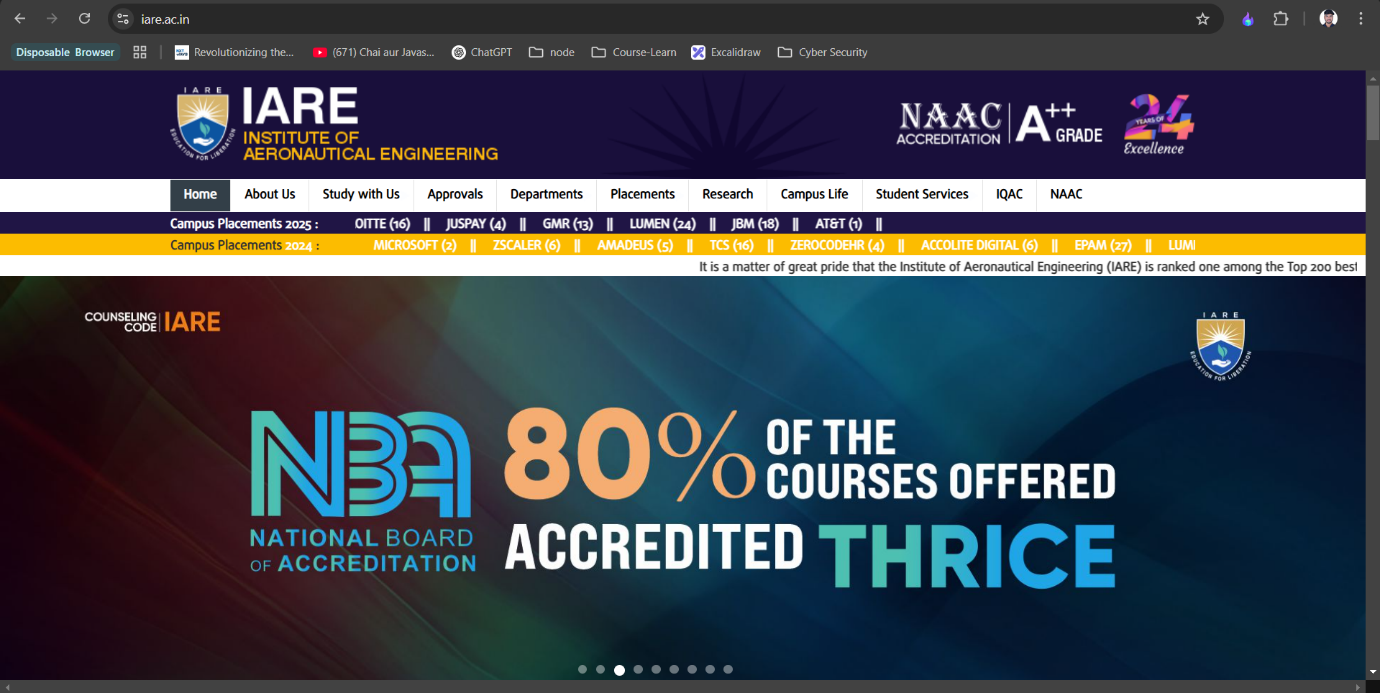 iare.ac.in
Disposable Browser Revolutionizing the... (671) Chai aur Javas... ChatGPT node Course-Learn Excalidraw Cyber Security
IARE
IARE
INSTITUTE OF
AERONAUTICAL ENGINEERING
EDUCATION FOR LIBERATION
NAAC
ACCREDITATION
A++ GRADE
24
YEARS OF
Excellence
Home About Us Study with Us Approvals Departments Placements Research Campus Life Student Services IQAC NAAC
Campus Placements 2025 : OITTE (16) || JUSPAY (4) || GMR (13) || LUMEN (24) || JBM (18) || AT&T (1) ||
Campus Placements 2024 : MICROSOFT (2) || ZSCALER (6) || AMADEUS (5) || TCS (16) || ZEROCODEHR (4) || ACCOLITE DIGITAL (6) || EPAM (27) || LUMI
It is a matter of great pride that the Institute of Aeronautical Engineering (IARE) is ranked one among the Top 200 best
COUNSELING
CODE IARE
IARE
EDUCATION FOR LIBERATION
NBA
NATIONAL BOARD
OF ACCREDITATION
80% OF THE
COURSES OFFERED
ACCREDITED THRICE